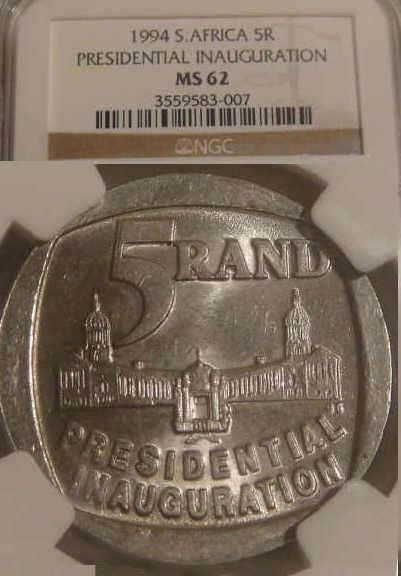 1994 S.AFRICA 5R
PRESIDENTIAL INAUGURATION
MS 62
3559583-007
NGC
5 RAND
PRESIDENTIAL
INAUGURATION